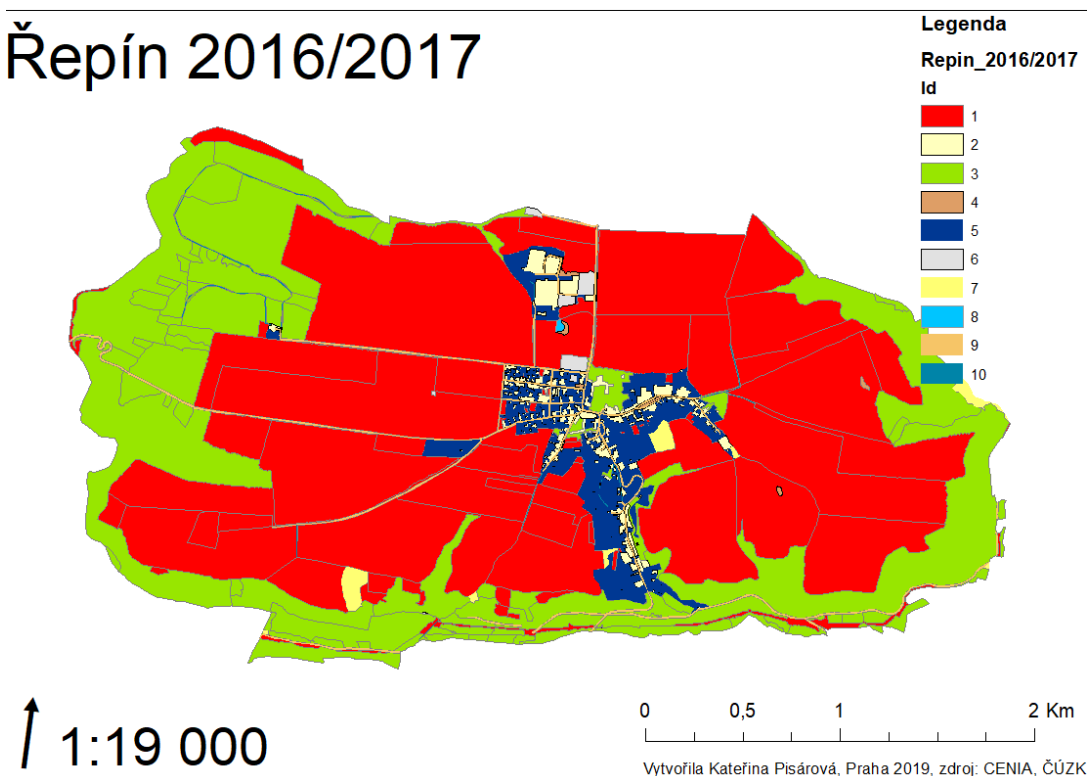 Řepín 2016/2017
Legenda
Repin_2016/2017
Id
1
2
3
4
5
6
7
8
9
10
1:19 000
0 0,5 1 2 Km
Vytvořila Kateřina Pisárová, Praha 2019, zdroj: CENIA, ČÚZK